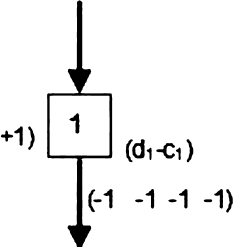 1
+1)
(d₁-c₁)
(-1 -1 -1 -1)